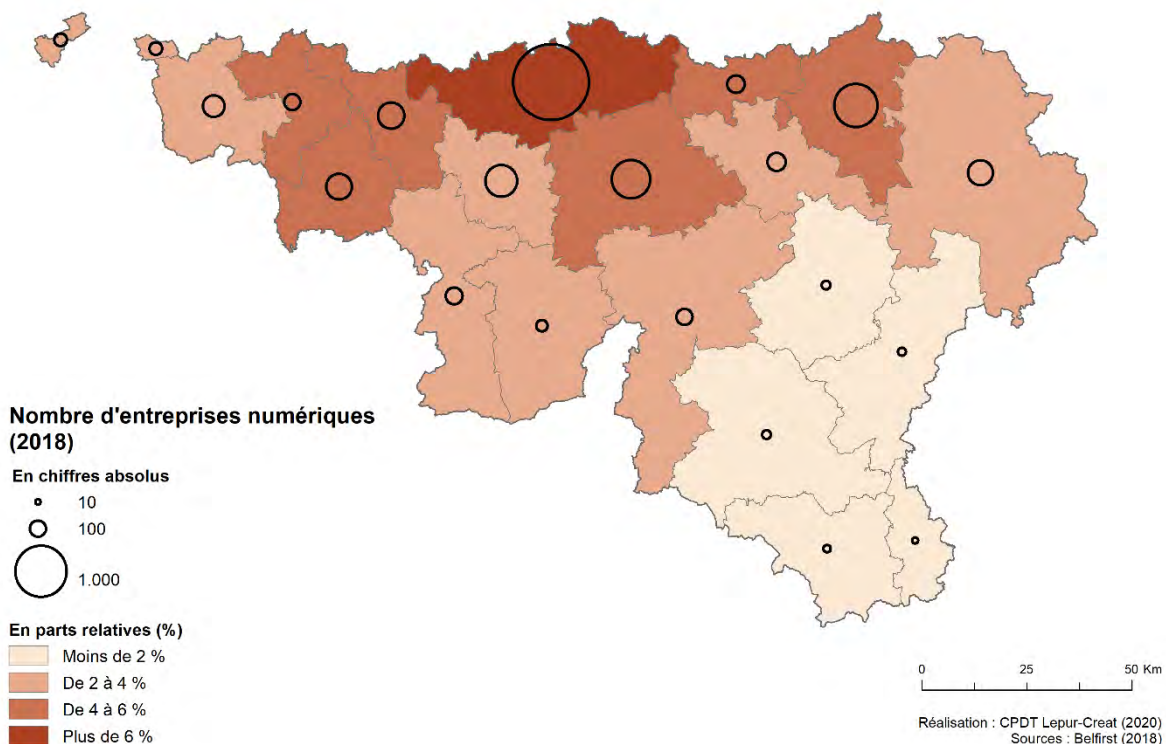 Nombre d'entreprises numériques
(2018)
En chiffres absolus
10
100
1.000
En parts relatives (%)
Moins de 2 %
De 2 à 4 %
De 4 à 6 %
Plus de 6 %
0 25 50 Km
Réalisation : CPDT Lepur-Creat (2020)
Sources : Belfirst (2018)